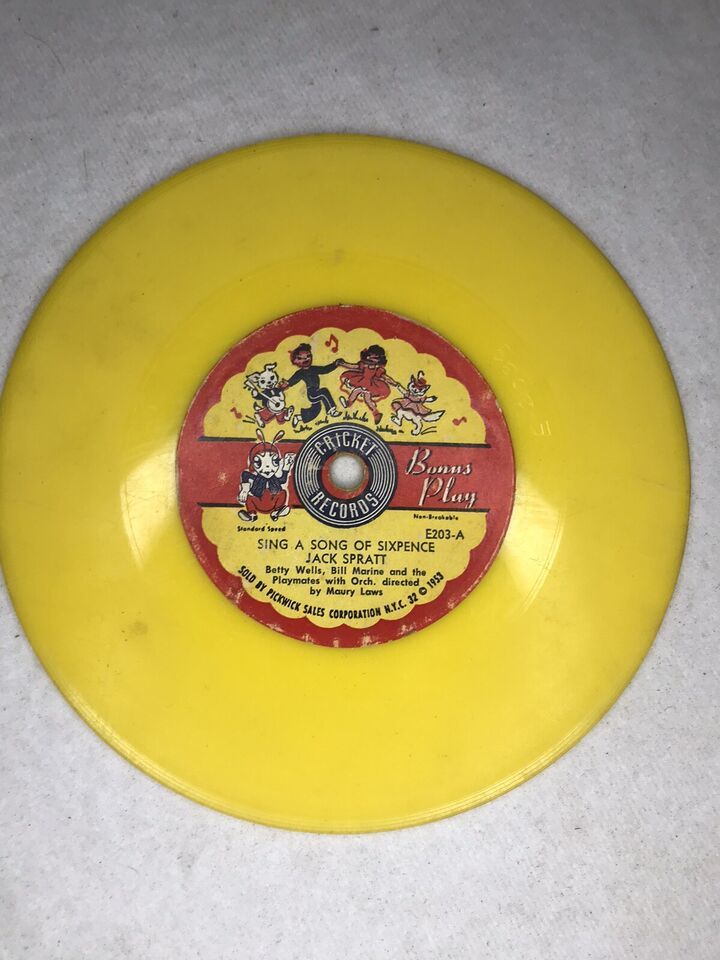 CRICKET
RECORDS
Bonus
Play
Standard Speed
Non-Breakable
E203-A
SING A SONG OF SIXPENCE
JACK SPRATT
Betty Wells, Bill Marine and the
Playmates with Orch. directed
by Maury Laws
SOLD BY PICKWICK SALES CORPORATION N.Y.C. 32 © 1953